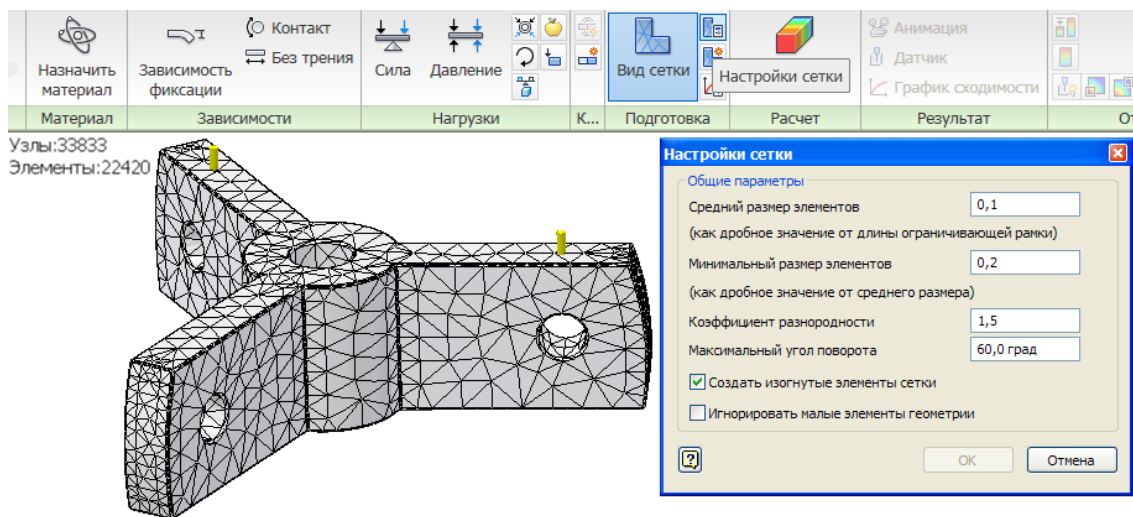 Назначить
материал
Зависимость
фиксации
Контакт
Без трения
Сила
Давление
Вид сетки
Настройки сетки
Анимация
Датчик
График сходимости
Материал
Зависимости
Нагрузки
К...
Подготовка
Расчет
Результат
От
Узлы:33833
Элементы:22420
Настройки сетки
Общие параметры
Средний размер элементов
0,1
(как дробное значение от длины ограничивающей рамки)
Минимальный размер элементов
0,2
(как дробное значение от среднего размера)
Коэффициент разнородности
1,5
Максимальный угол поворота
60,0 град
Создать изогнутые элементы сетки
Игнорировать малые элементы геометрии
OK
Отмена